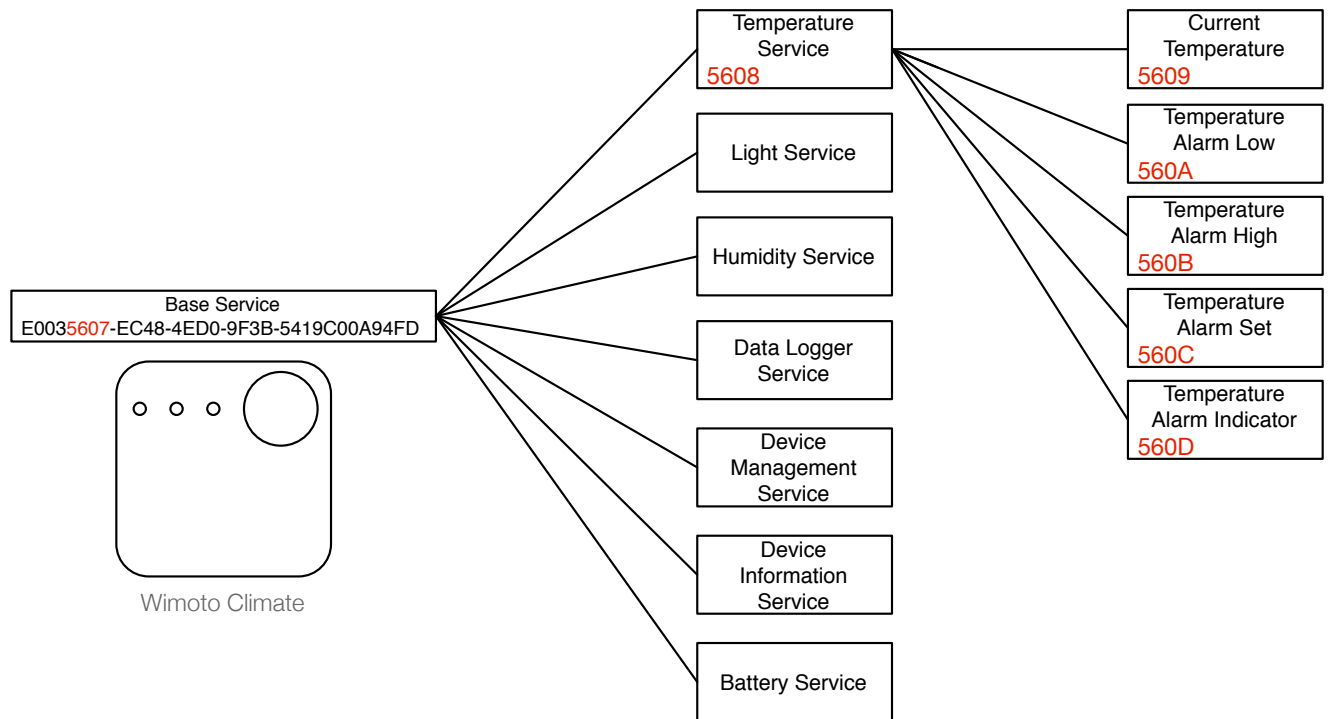 Base Service
E0035607-EC48-4ED0-9F3B-5419C00A94FD
Wimoto Climate
Temperature
Service
5608
Light Service
Humidity Service
Data Logger
Service
Device
Management
Service
Device
Information
Service
Battery Service
Current
Temperature
5609
Temperature
Alarm Low
560A
Temperature
Alarm High
560B
Temperature
Alarm Set
560C
Temperature
Alarm Indicator
560D